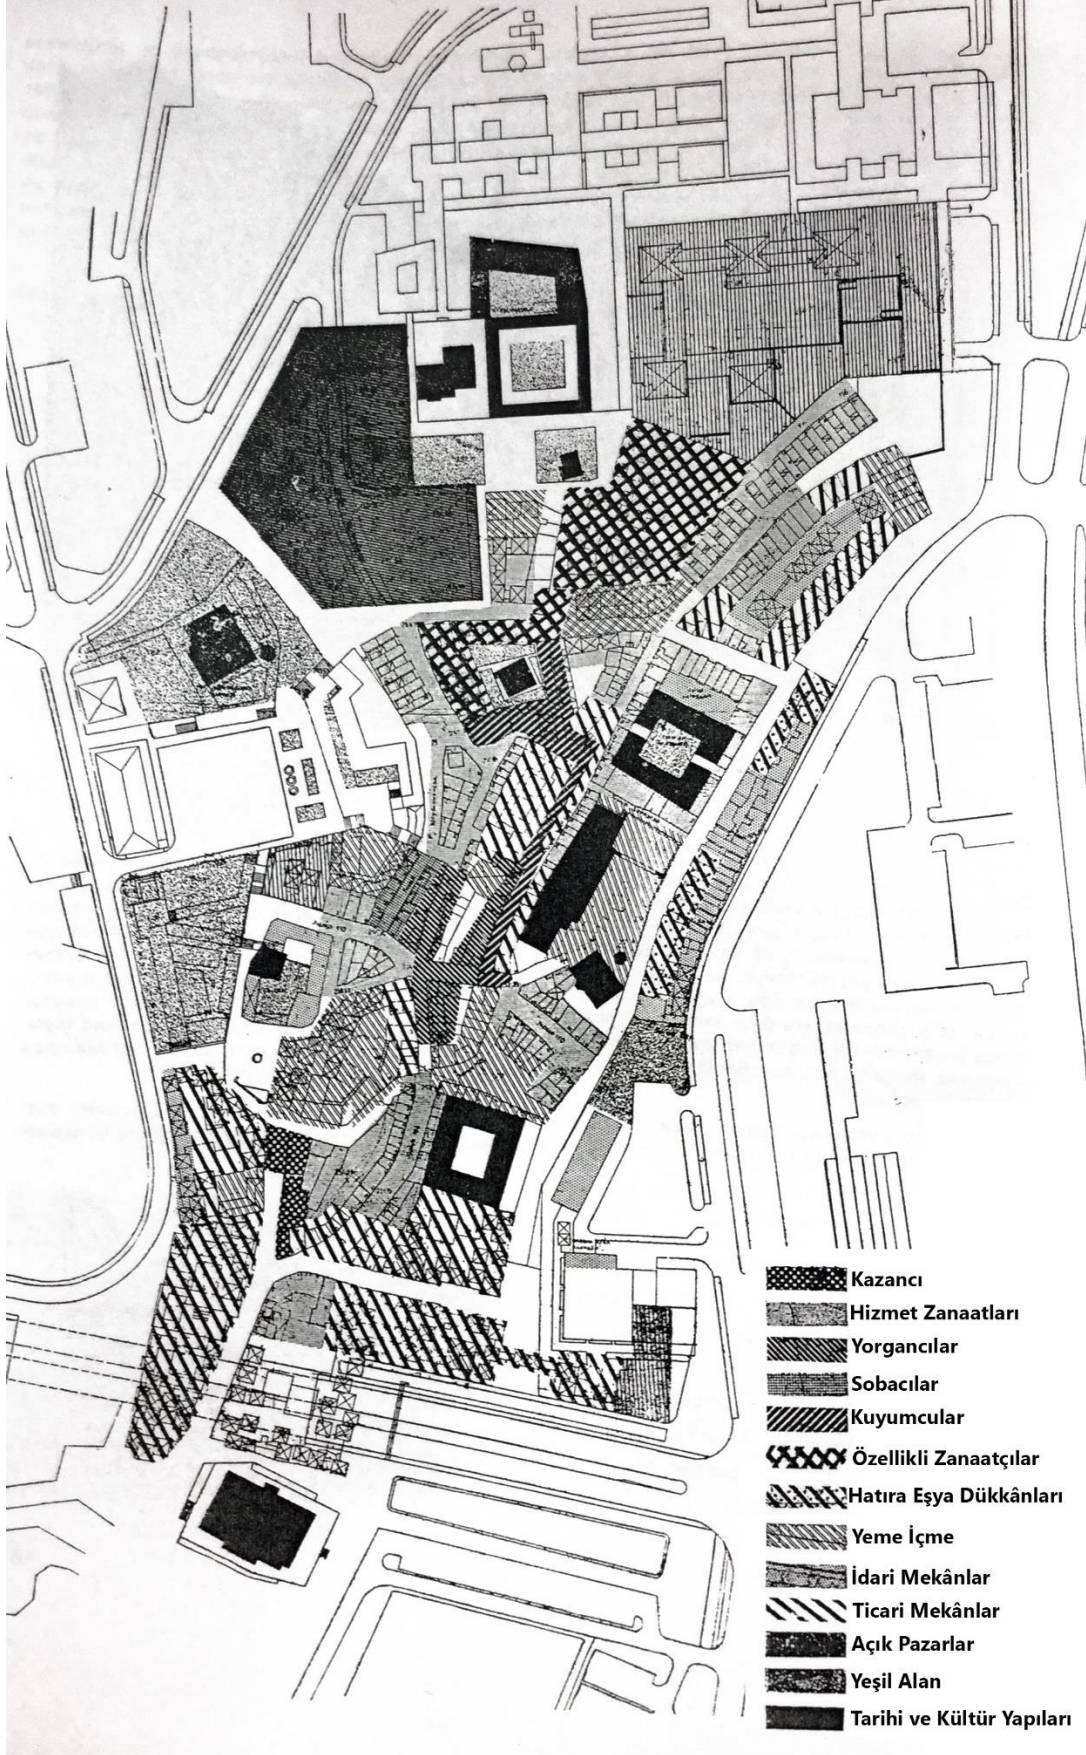 Kazancı
Hizmet Zanaatları
Yorgancılar
Sobacılar
Kuyumcular
Özellikli Zanaatçılar
Hatıra Eşya Dükkânları
Yeme İçme
İdari Mekânlar
Ticari Mekânlar
Açık Pazarlar
Yeşil Alan
Tarihi ve Kültür Yapıları